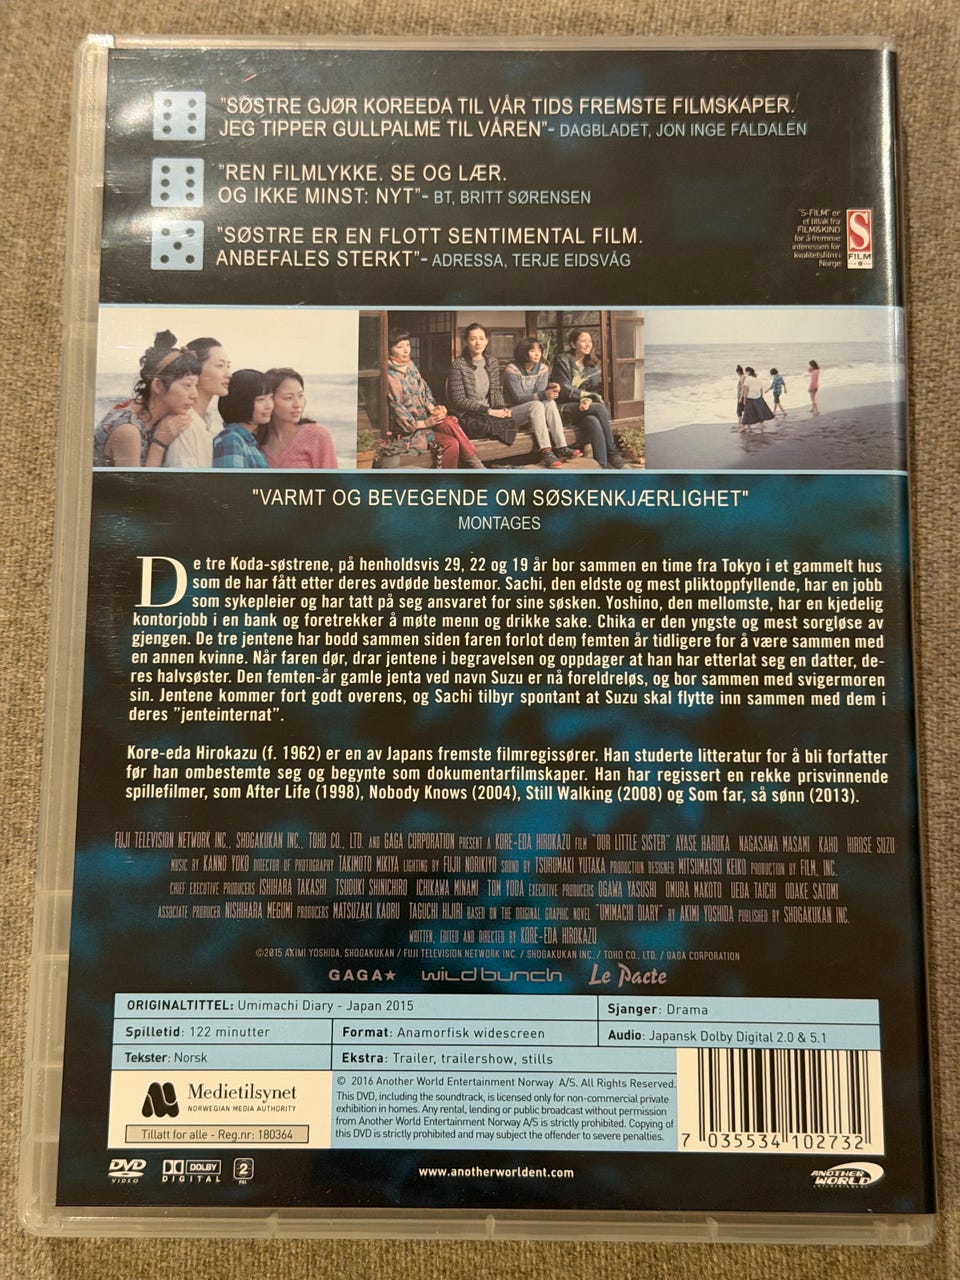 "SØSTRE GJØR KOREEDA TIL VÅR TIDS FREMSTE FILMSKAPER.
JEG TIPPER GULLPALME TIL VÅREN"- DAGBLADET, JON INGE FALDALEN
"REN FILMLYKKE. SE OG LÆR.
OG IKKE MINST: NYT"- BT, BRITT SØRENSEN
"SØSTRE ER EN FLOTT SENTIMENTAL FILM.
ANBEFALES STERKT"- ADRESSA, TERJE EIDSVÅG
"S-FILM" er
et tiltak fra
FILM&KINO
for å fremme
interessen for
kvalitetsfilm i
Norge
S
FILM
"VARMT OG BEVEGENDE OM SØSKENKJÆRLIGHET"
MONTAGES
De tre Koda-søstrene, på henholdsvis 29, 22 og 19 år bor sammen en time fra Tokyo i et gammelt hus
som de har fått etter deres avdøde bestemor. Sachi, den eldste og mest pliktoppfyllende, har en jobb
som sykepleier og har tatt på seg ansvaret for sine søsken. Yoshino, den mellomste, har en kjedelig
kontorjobb i en bank og foretrekker å møte menn og drikke sake. Chika er den yngste og mest sorgløse av
gjengen. De tre jentene har bodd sammen siden faren forlot dem femten år tidligere for å være sammen med
en annen kvinne. Når faren dør, drar jentene i begravelsen og oppdager at han har etterlat seg en datter, de-
res halvsøster. Den femten-år gamle jenta ved navn Suzu er nå foreldreløs, og bor sammen med svigermoren
sin. Jentene kommer fort godt overens, og Sachi tilbyr spontant at Suzu skal flytte inn sammen med dem i
deres "jenteinternat".
Kore-eda Hirokazu (f. 1962) er en av Japans fremste filmregissører. Han studerte litteratur for å bli forfatter
før han ombestemte seg og begynte som dokumentarfilmskaper. Han har regissert en rekke prisvinnende
spillefilmer, som After Life (1998), Nobody Knows (2004), Still Walking (2008) og Som far, så sønn (2013).
FUJI TELEVISION NETWORK INC., SHOGAKUKAN INC., TOHO CO., LTD. AND GAGA CORPORATION PRESENT A KORE-EDA HIROKAZU FILM "OUR LITTLE SISTER" AYASE HARUKA NAGASAWA MASAMI KAHO HIROSE SUZU
MUSIC BY KANNO YOKO DIRECTOR OF PHOTOGRAPHY TAKIMOTO MIKIYA LIGHTING BY FUJII NORIKIYO SOUND BY TSURUMAKI YUTAKA PRODUCTION DESIGNER MITSUMATSU KEIKO PRODUCTION BY FILM, INC.
CHIEF EXECUTIVE PRODUCERS ISHIHARA TAKASHI TSUDUKI SHINICHIRO ICHIKAWA MINAMI TOM YODA EXECUTIVE PRODUCERS OGAWA YASUSHI OMURA MAKOTO UEDA TAICHI ODAKE SATOMI
ASSOCIATE PRODUCER NISHIHARA MEGUMI PRODUCERS MATSUZAKI KAORU TAGUCHI HIJIRI BASED ON THE ORIGINAL GRAPHIC NOVEL "UMIMACHI DIARY" BY AKIMI YOSHIDA PUBLISHED BY SHOGAKUKAN INC.
WRITTEN, EDITED AND DIRECTED BY KORE-EDA HIROKAZU
©2015 AKIMI YOSHIDA, SHOGAKUKAN / FUJI TELEVISION NETWORK INC. / SHOGAKUKAN INC. / TOHO CO., LTD. / GAGA CORPORATION
GAGA★ wild bunch Le Pacte
ORIGINALTITTEL: Umimachi Diary - Japan 2015
Sjanger: Drama
Spilletid: 122 minutter
Format: Anamorfisk widescreen
Audio: Japansk Dolby Digital 2.0 & 5.1
Tekster: Norsk
Ekstra: Trailer, trailershow, stills
Medietilsynet
NORWEGIAN MEDIA AUTHORITY
Tillatt for alle - Reg.nr: 180364
© 2016 Another World Entertainment Norway A/S. All Rights Reserved.
This DVD, including the soundtrack, is licensed only for non-commercial private
exhibition in homes. Any rental, lending or public broadcast without permission
from Another World Entertainment Norway A/S is strictly prohibited. Copying of
this DVD is strictly prohibited and may subject the offender to severe penalties.
7 035534 102732
DVD
VIDEO
DOLBY
DIGITAL
2
PAL
www.anotherworldent.com
ANOTHER
WORLD
ENTERTAINMENT